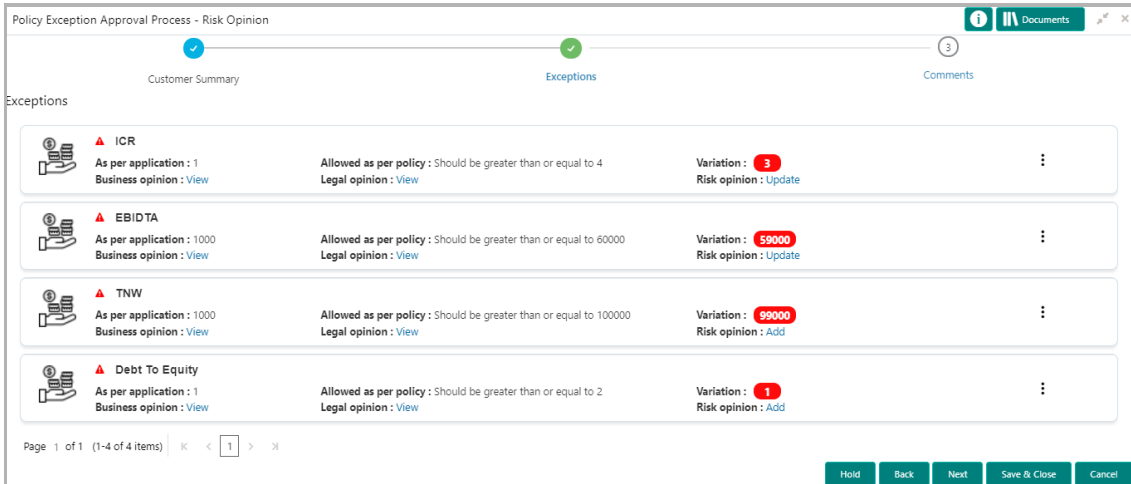 Policy Exception Approval Process - Risk Opinion
i
Documents
3
Customer Summary
Exceptions
Comments
Exceptions
ICR
As per application : 1
Allowed as per policy : Should be greater than or equal to 4
Variation : 3
Business opinion : View
Legal opinion : View
Risk opinion : Update
EBIDTA
As per application : 1000
Allowed as per policy : Should be greater than or equal to 60000
Variation : 59000
Business opinion : View
Legal opinion : View
Risk opinion : Update
TNW
As per application : 1000
Allowed as per policy : Should be greater than or equal to 100000
Variation : 99000
Business opinion : View
Legal opinion : View
Risk opinion : Add
Debt To Equity
As per application : 1
Allowed as per policy : Should be greater than or equal to 2
Variation : 1
Business opinion : View
Legal opinion : View
Risk opinion : Add
Page 1 of 1 (1-4 of 4 items) 1
Hold
Back
Next
Save & Close
Cancel